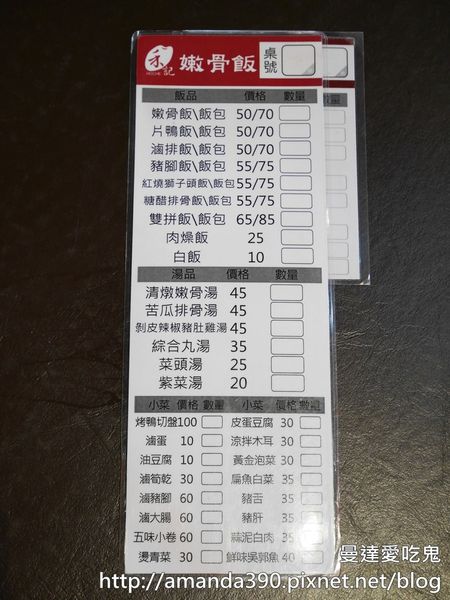 禾記 嫩骨飯 桌號
飯品 價格 數量
嫩骨飯\飯包 50/70
片鴨飯\飯包 50/70
滷排飯\飯包 50/70
豬腳飯\飯包 55/75
紅燒獅子頭飯\飯包 55/75
糖醋排骨飯\飯包 55/75
雙拼飯\飯包 65/85
肉燥飯 25
白飯 10
湯品 價格 數量
清燉嫩骨湯 45
苦瓜排骨湯 45
剝皮辣椒豬肚雞湯 45
綜合丸湯 35
菜頭湯 25
紫菜湯 20
小菜 價格 數量 小菜 價格 數量
烤鴨切盤 100 皮蛋豆腐 30
滷蛋 10 涼拌木耳 30
油豆腐 10 黃金泡菜 30
滷筍乾 30 扁魚白菜 35
滷豬腳 60 豬舌 35
滷大腸 60 豬肝 35
五味小卷 60 蒜泥白肉 35
燙青菜 30 鮮味吳郭魚 40
曼達愛吃鬼
http://amanda390.pixnet.net/blog